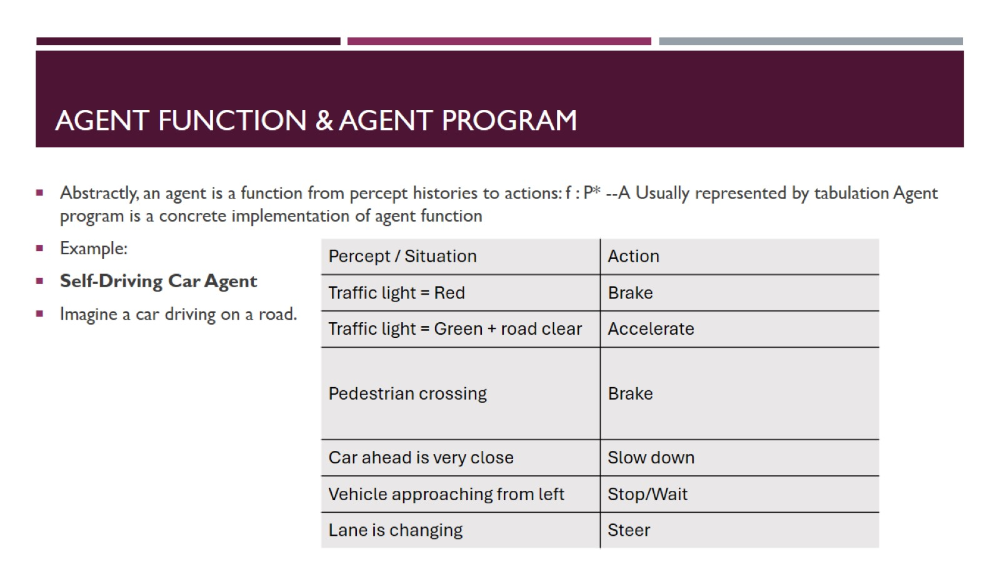 AGENT FUNCTION & AGENT PROGRAM
Abstractly, an agent is a function from percept histories to actions: f : P* --A Usually represented by tabulation Agent
program is a concrete implementation of agent function
Example:
Self-Driving Car Agent
Imagine a car driving on a road.
Percept / Situation Action
Traffic light = Red Brake
Traffic light = Green + road clear Accelerate
Pedestrian crossing Brake
Car ahead is very close Slow down
Vehicle approaching from left Stop/Wait
Lane is changing Steer